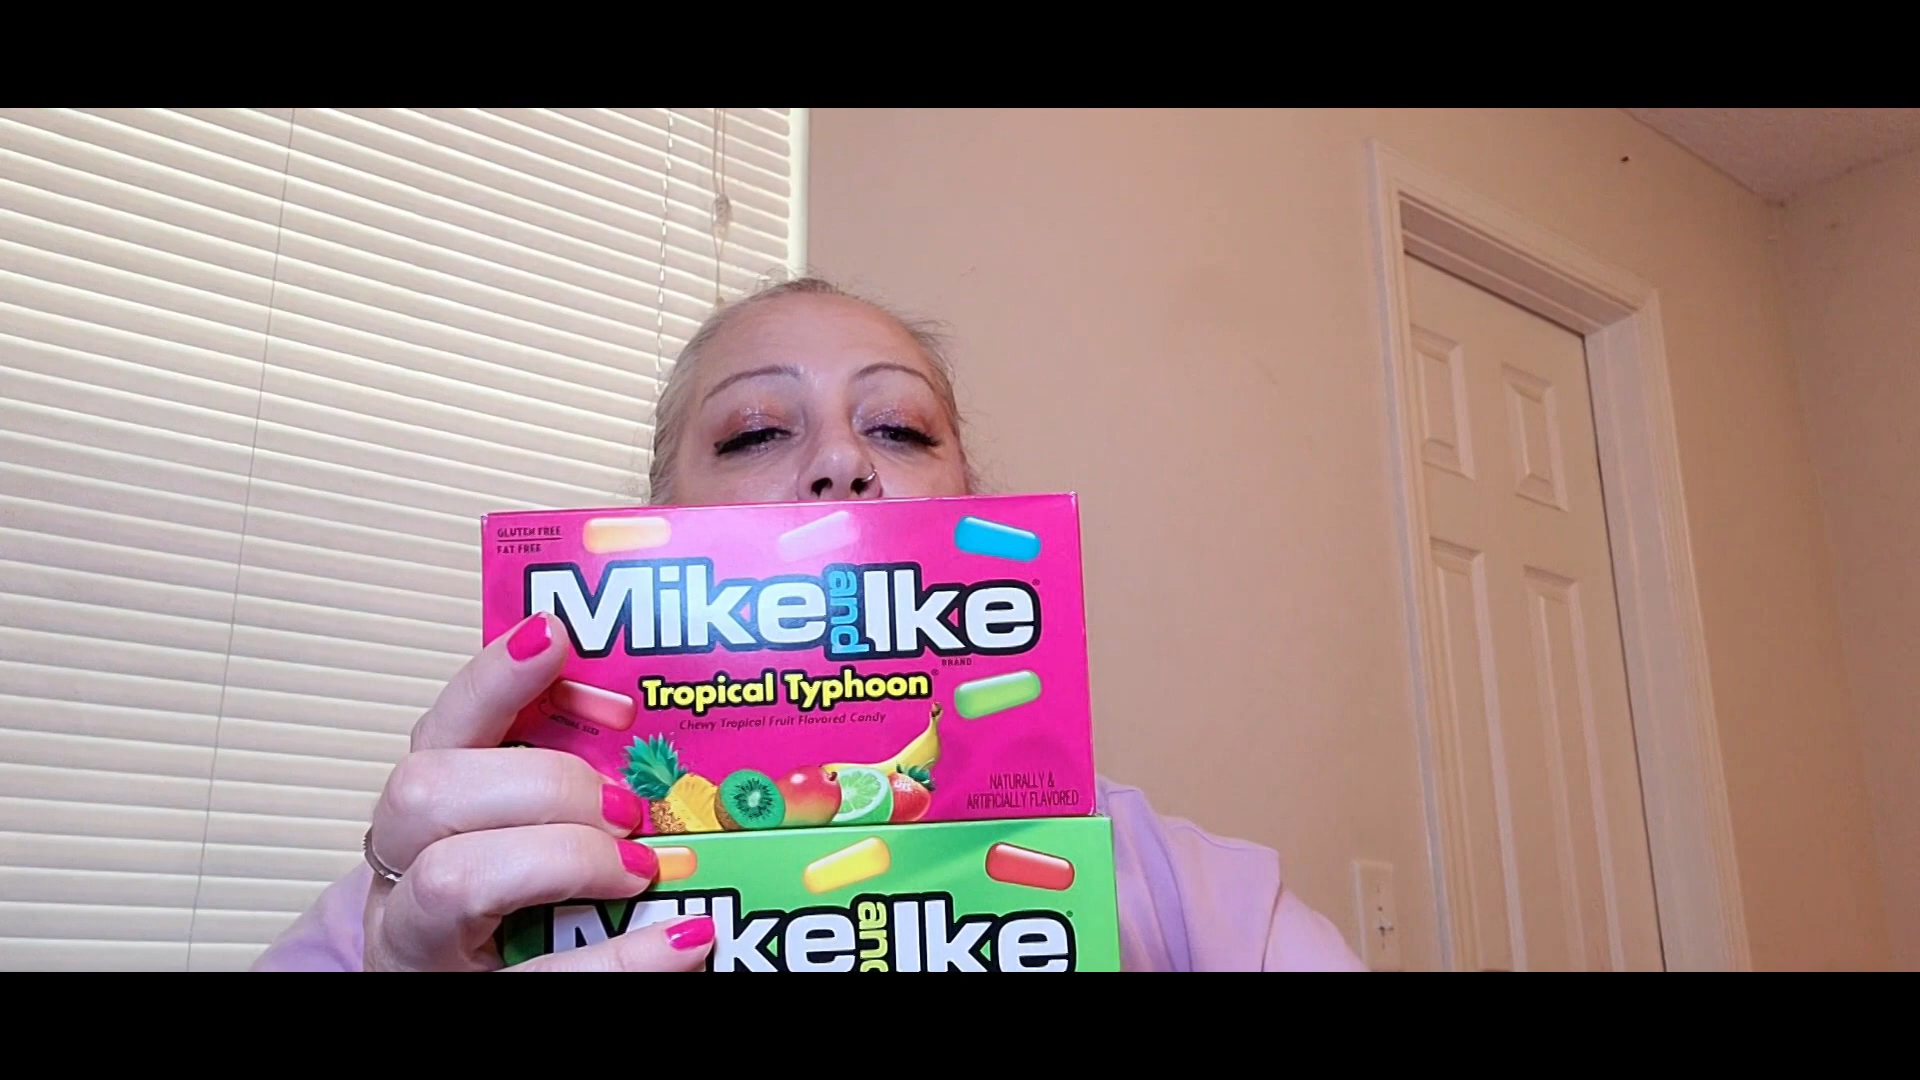 GLUTEN FREE
FAT FREE
Mike and Ike®
BRAND
Tropical Typhoon®
Chewy Tropical Fruit Flavored Candy
ACTUAL SIZE
NATURALLY &
ARTIFICIALLY FLAVORED
Mike and Ike®